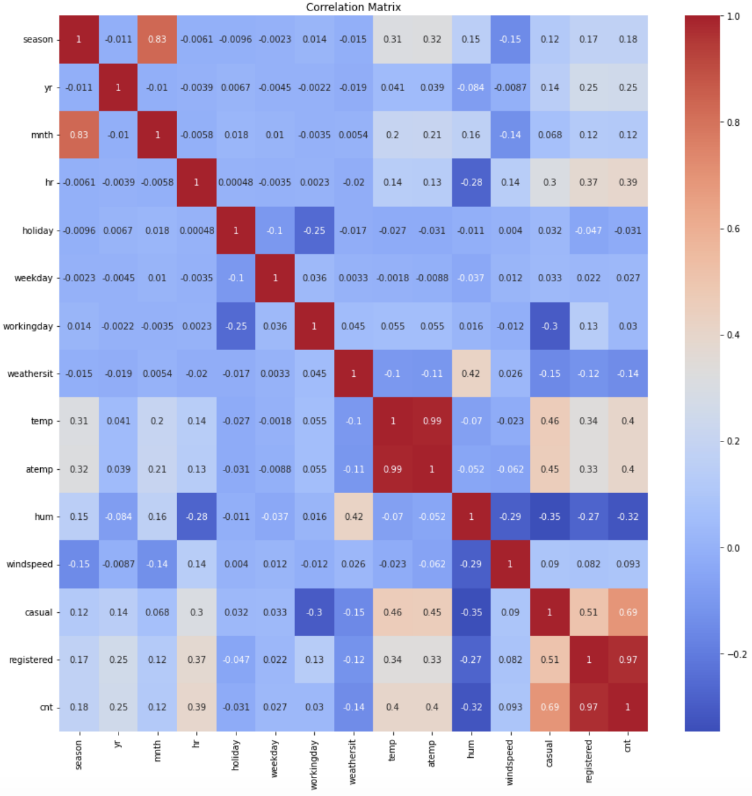 Correlation Matrix
season 1 -0.011 0.83 -0.0061 -0.0096 -0.0023 0.014 -0.015 0.31 0.32 0.15 -0.15 0.12 0.17 0.18
yr -0.011 1 -0.01 -0.0039 0.0067 -0.0045 -0.0022 -0.019 0.041 0.039 -0.084 -0.0087 0.14 0.25 0.25
mnth 0.83 -0.01 1 -0.0058 0.018 0.01 -0.0035 0.0054 0.2 0.21 0.16 -0.14 0.068 0.12 0.12
hr -0.0061 -0.0039 -0.0058 1 0.00048 -0.0035 0.0023 -0.02 0.14 0.13 -0.28 0.14 0.3 0.37 0.39
holiday -0.0096 0.0067 0.018 0.00048 1 -0.1 -0.25 -0.017 -0.027 -0.031 -0.011 0.004 0.032 -0.047 -0.031
weekday -0.0023 -0.0045 0.01 -0.0035 -0.1 1 0.036 0.0033 -0.0018 -0.0088 -0.037 0.012 0.033 0.022 0.027
workingday 0.014 -0.0022 -0.0035 0.0023 -0.25 0.036 1 0.045 0.055 0.055 0.016 -0.012 -0.3 0.13 0.03
weathersit -0.015 -0.019 0.0054 -0.02 -0.017 0.0033 0.045 1 -0.1 -0.11 0.42 0.026 -0.15 -0.12 -0.14
temp 0.31 0.041 0.2 0.14 -0.027 -0.0018 0.055 -0.1 1 0.99 -0.07 -0.023 0.46 0.34 0.4
atemp 0.32 0.039 0.21 0.13 -0.031 -0.0088 0.055 -0.11 0.99 1 -0.052 -0.062 0.45 0.33 0.4
hum 0.15 -0.084 0.16 -0.28 -0.011 -0.037 0.016 0.42 -0.07 -0.052 1 -0.29 -0.35 -0.27 -0.32
windspeed -0.15 -0.0087 -0.14 0.14 0.004 0.012 -0.012 0.026 -0.023 -0.062 -0.29 1 0.09 0.082 0.093
casual 0.12 0.14 0.068 0.3 0.032 0.033 -0.3 -0.15 0.46 0.45 -0.35 0.09 1 0.51 0.69
registered 0.17 0.25 0.12 0.37 -0.047 0.022 0.13 -0.12 0.34 0.33 -0.27 0.082 0.51 1 0.97
cnt 0.18 0.25 0.12 0.39 -0.031 0.027 0.03 -0.14 0.4 0.4 -0.32 0.093 0.69 0.97 1
season yr mnth hr holiday weekday workingday weathersit temp atemp hum windspeed casual registered cnt
1.0
0.8
0.6
0.4
0.2
0.0
−0.2